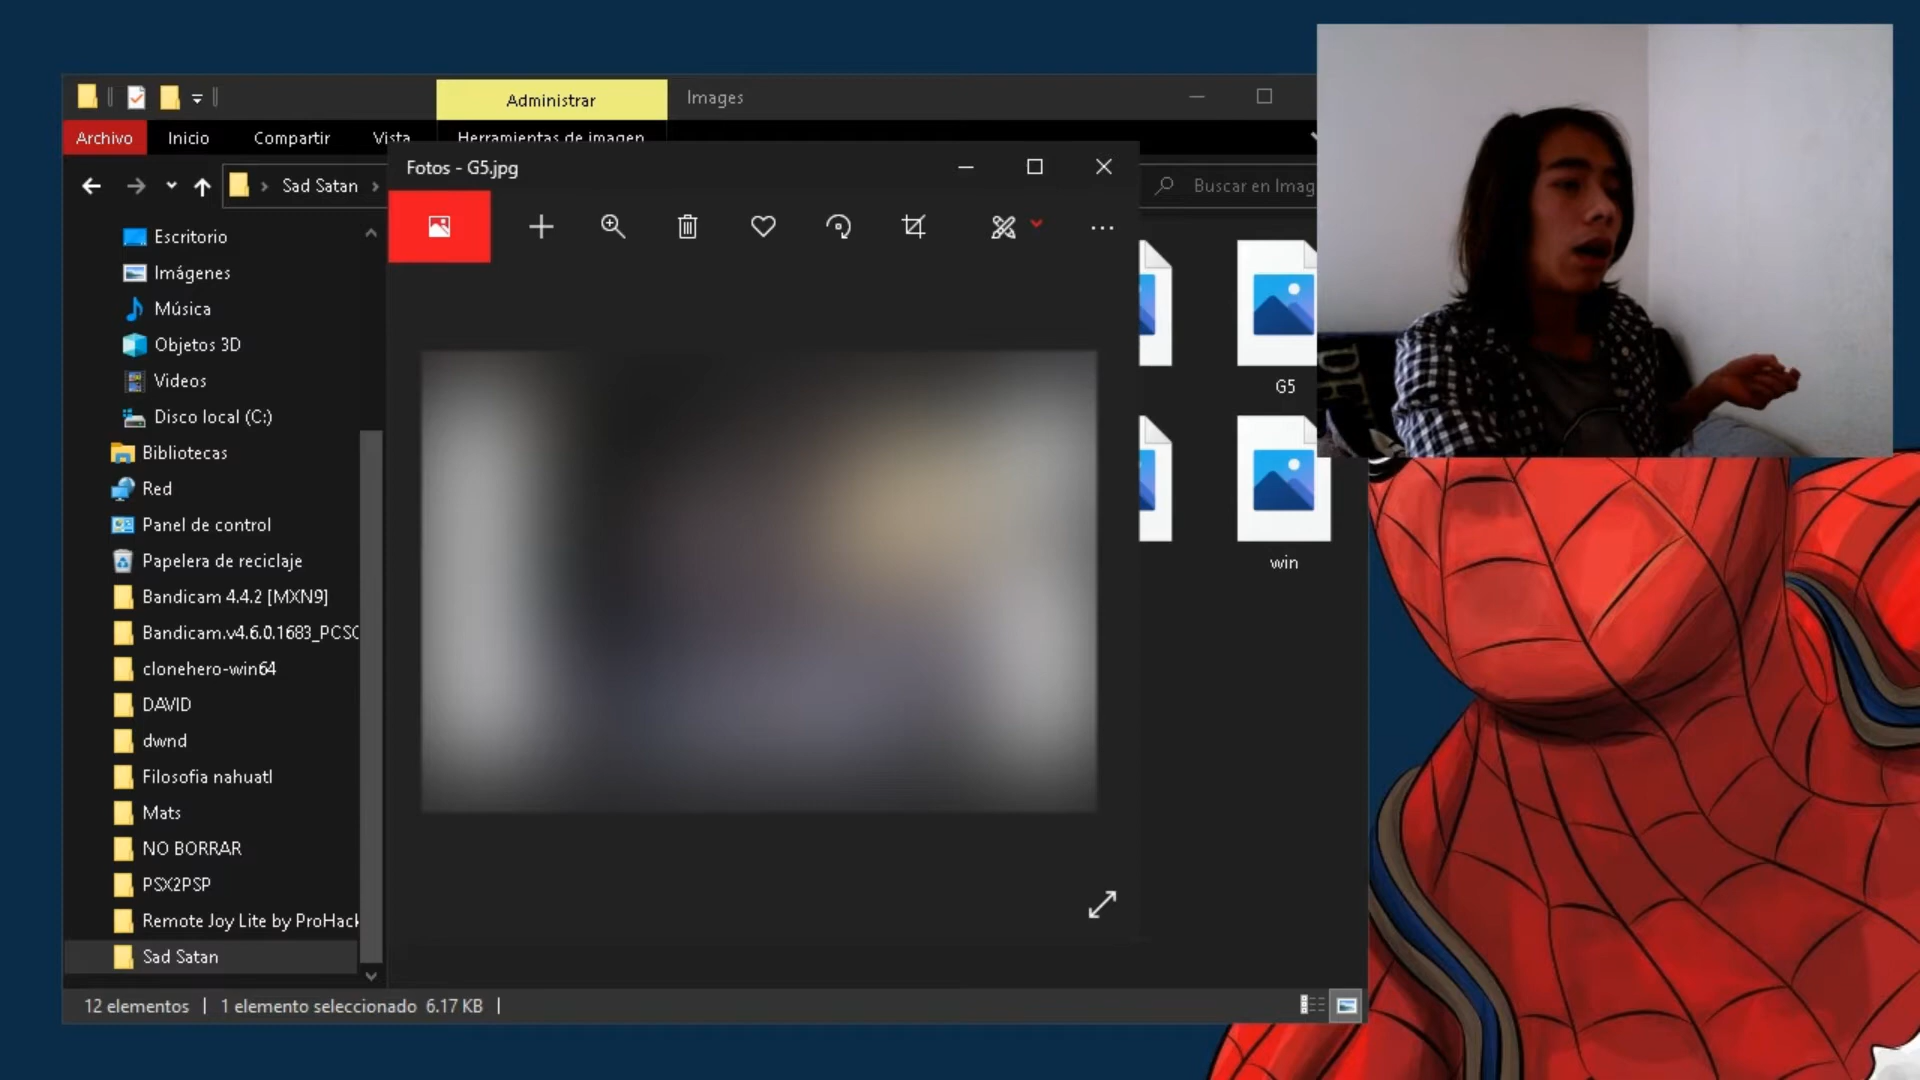 Administrar
Images
Archivo
Inicio
Compartir
Vista
Herramientas de imagen
Fotos - G5.jpg
Sad Satan
Buscar en Imag
Escritorio
Imágenes
Música
Objetos 3D
Videos
Disco local (C:)
Bibliotecas
Red
Panel de control
Papelera de reciclaje
Bandicam 4.4.2 [MXN9]
Bandicam.v4.6.0.1683_PCSC
clonehero-win64
DAVID
dwnd
Filosofia nahuatl
Mats
NO BORRAR
PSX2PSP
Remote Joy Lite by ProHack
Sad Satan
G5
win
12 elementos | 1 elemento seleccionado 6.17 KB |